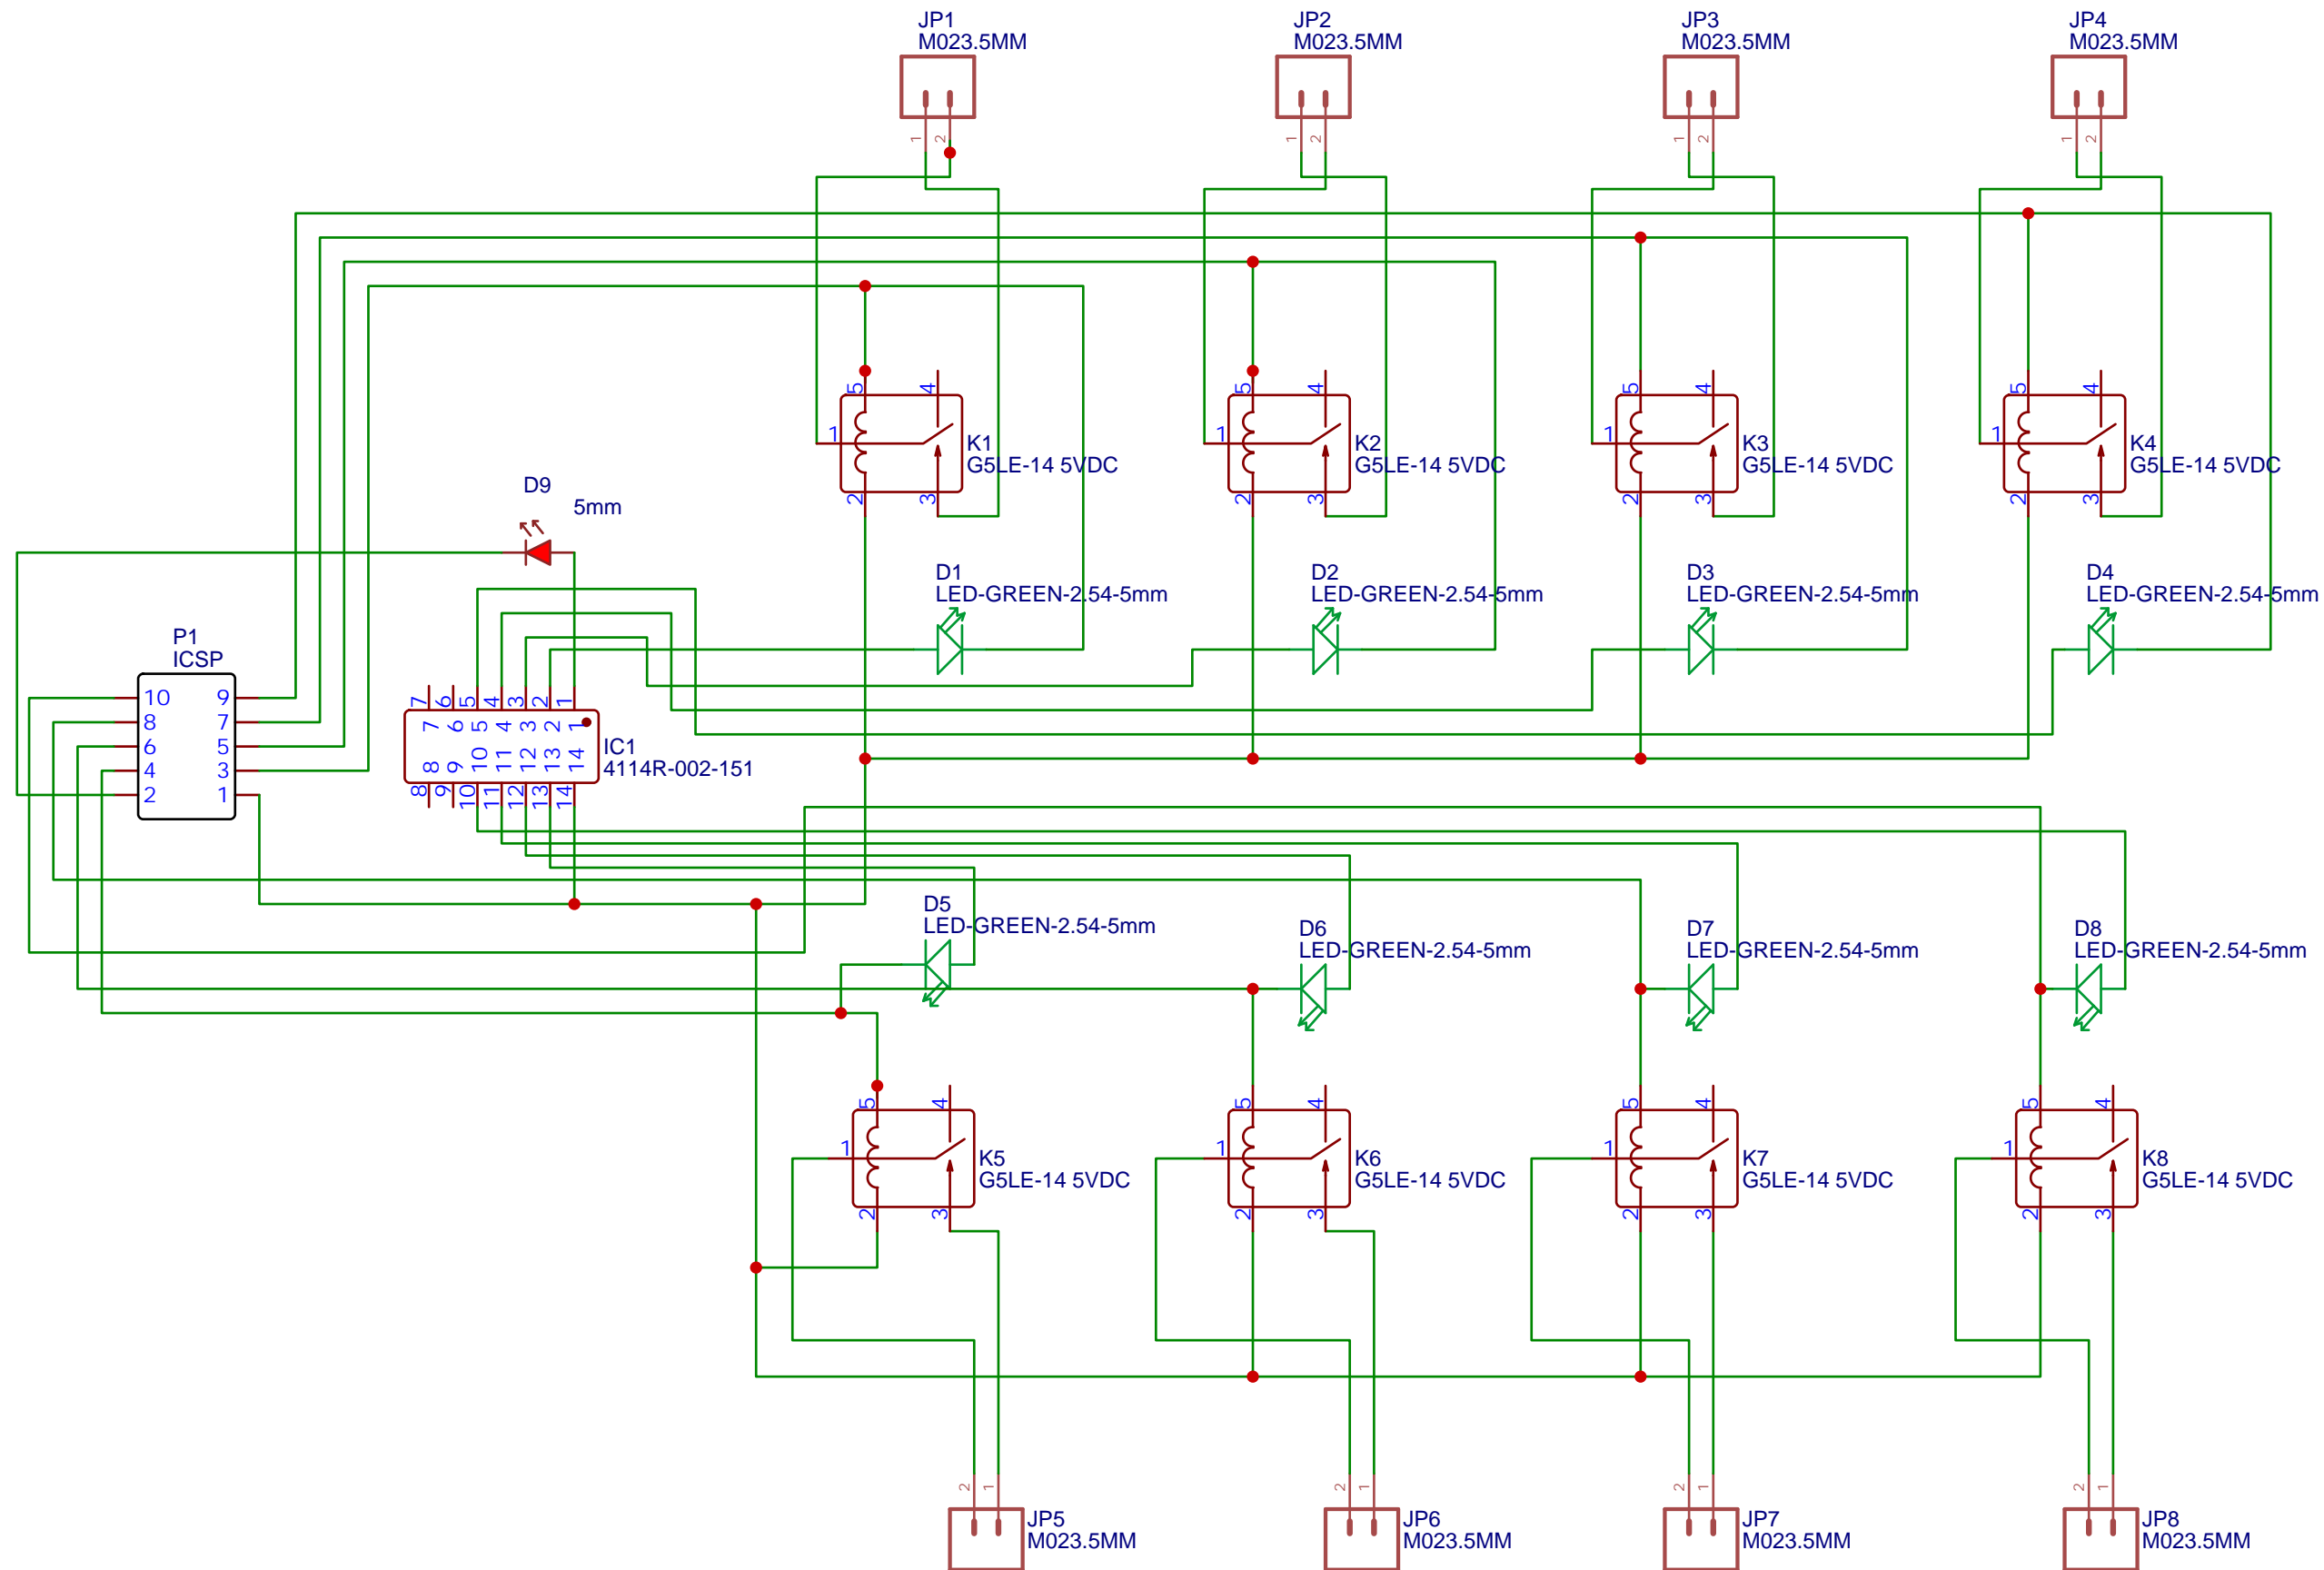 JP1
M023.5MM
JP2
M023.5MM
JP3
M023.5MM
JP4
M023.5MM
1 2
1 2
1 2
1 2
5 4
5 4
5 4
5 4
1
1
1
1
K1
G5LE-14 5VDC
K2
G5LE-14 5VDC
K3
G5LE-14 5VDC
K4
G5LE-14 5VDC
2 3
2 3
2 3
2 3
D9
5mm
D1
LED-GREEN-2.54-5mm
D2
LED-GREEN-2.54-5mm
D3
LED-GREEN-2.54-5mm
D4
LED-GREEN-2.54-5mm
P1
ICSP
10 9
8 7
6 5
4 3
2 1
7 6 5 4 3 2 1
7 6 5 4 3 2 1
8 9 10 11 12 13 14
8 9 10 11 12 13 14
IC1
4114R-002-151
D5
LED-GREEN-2.54-5mm
D6
LED-GREEN-2.54-5mm
D7
LED-GREEN-2.54-5mm
D8
LED-GREEN-2.54-5mm
5 4
5 4
5 4
5 4
1
1
1
1
K5
G5LE-14 5VDC
K6
G5LE-14 5VDC
K7
G5LE-14 5VDC
K8
G5LE-14 5VDC
2 3
2 3
2 3
2 3
2 1
2 1
2 1
2 1
JP5
M023.5MM
JP6
M023.5MM
JP7
M023.5MM
JP8
M023.5MM